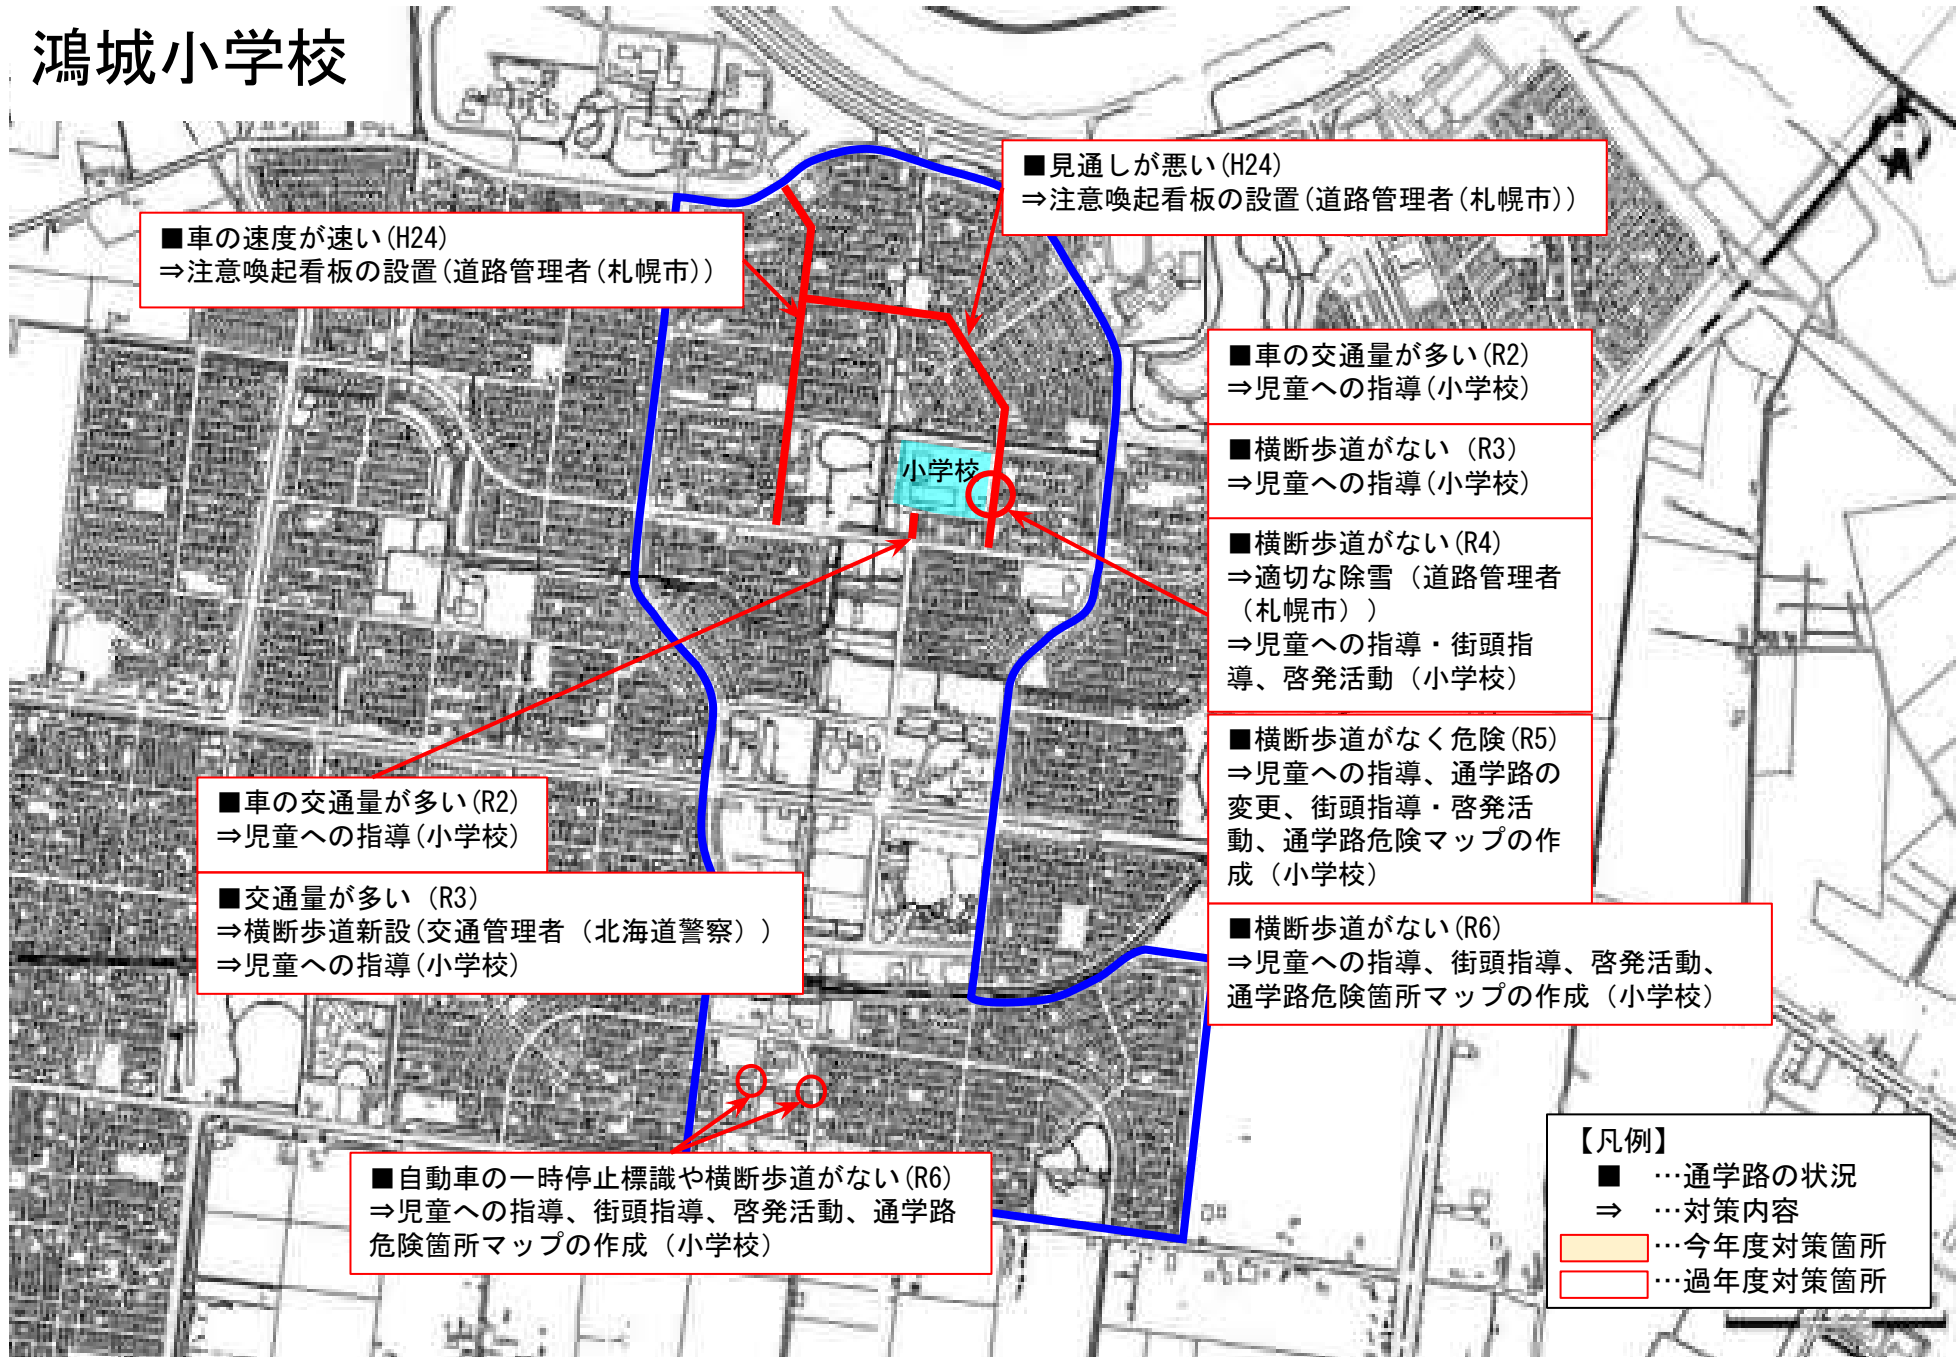 鴻城小学校
■見通しが悪い(H24)
⇒注意喚起看板の設置(道路管理者(札幌市))
■車の速度が速い(H24)
⇒注意喚起看板の設置(道路管理者(札幌市))
■車の交通量が多い(R2)
⇒児童への指導(小学校)
■横断歩道がない（R3)
⇒児童への指導(小学校)
小学校
■横断歩道がない(R4)
⇒適切な除雪（道路管理者
（札幌市））
⇒児童への指導・街頭指
導、啓発活動（小学校）
■横断歩道がなく危険(R5)
⇒児童への指導、通学路の
変更、街頭指導・啓発活
動、通学路危険マップの作
成（小学校）
■車の交通量が多い(R2)
⇒児童への指導(小学校)
■交通量が多い（R3)
⇒横断歩道新設(交通管理者（北海道警察）)
⇒児童への指導(小学校)
■横断歩道がない(R6)
⇒児童への指導、街頭指導、啓発活動、
通学路危険箇所マップの作成（小学校）
■自動車の一時停止標識や横断歩道がない(R6)
⇒児童への指導、街頭指導、啓発活動、通学路
危険箇所マップの作成（小学校）
【凡例】
■ …通学路の状況
⇒ …対策内容
…今年度対策箇所
…過年度対策箇所